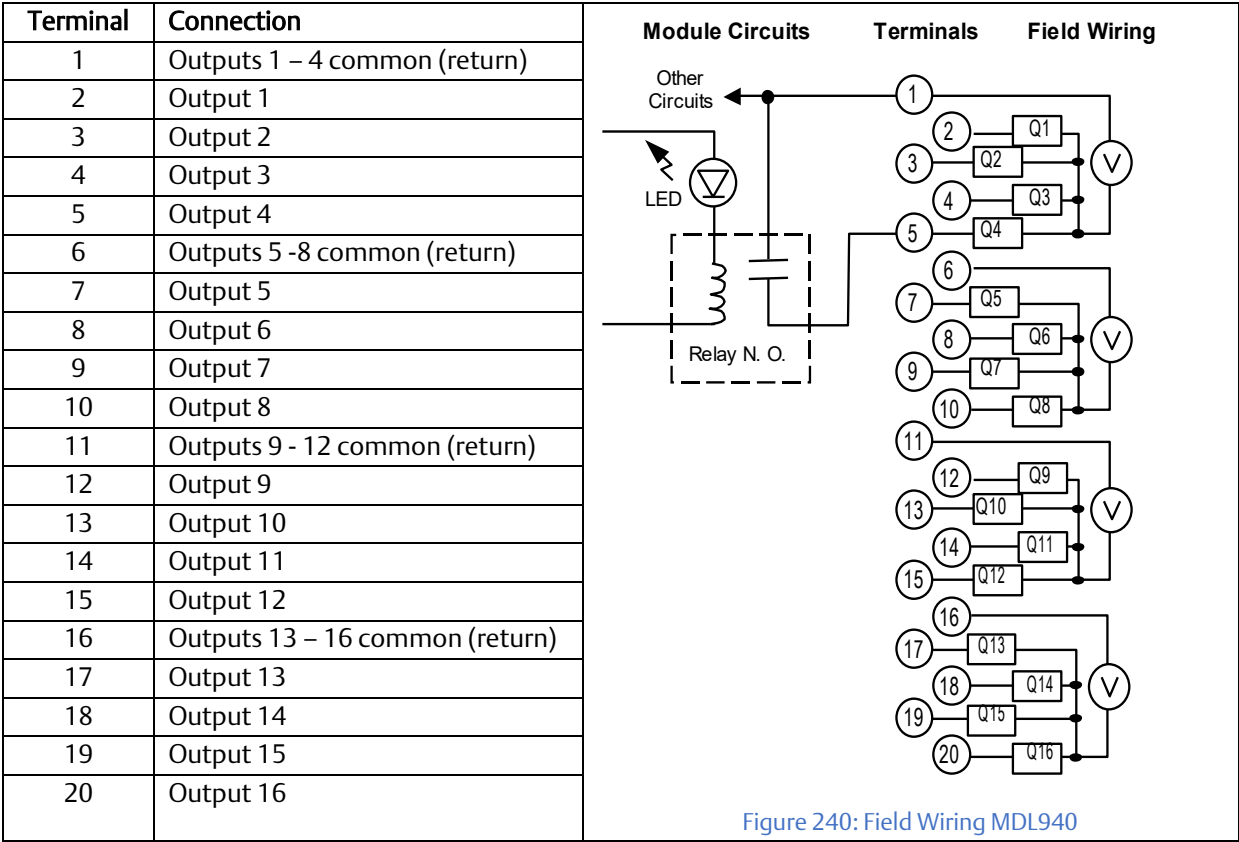 Terminal Connection
1 Outputs 1 – 4 common (return)
2 Output 1
3 Output 2
4 Output 3
5 Output 4
6 Outputs 5 -8 common (return)
7 Output 5
8 Output 6
9 Output 7
10 Output 8
11 Outputs 9 - 12 common (return)
12 Output 9
13 Output 10
14 Output 11
15 Output 12
16 Outputs 13 – 16 common (return)
17 Output 13
18 Output 14
19 Output 15
20 Output 16
Module Circuits Terminals Field Wiring
Other
Circuits
LED
Relay N. O.
1
2 Q1
3 Q2 V
4 Q3
5 Q4
6
7 Q5
8 Q6 V
9 Q7
10 Q8
11
12 Q9
13 Q10 V
14 Q11
15 Q12
16
17 Q13
18 Q14 V
19 Q15
20 Q16
Figure 240: Field Wiring MDL940